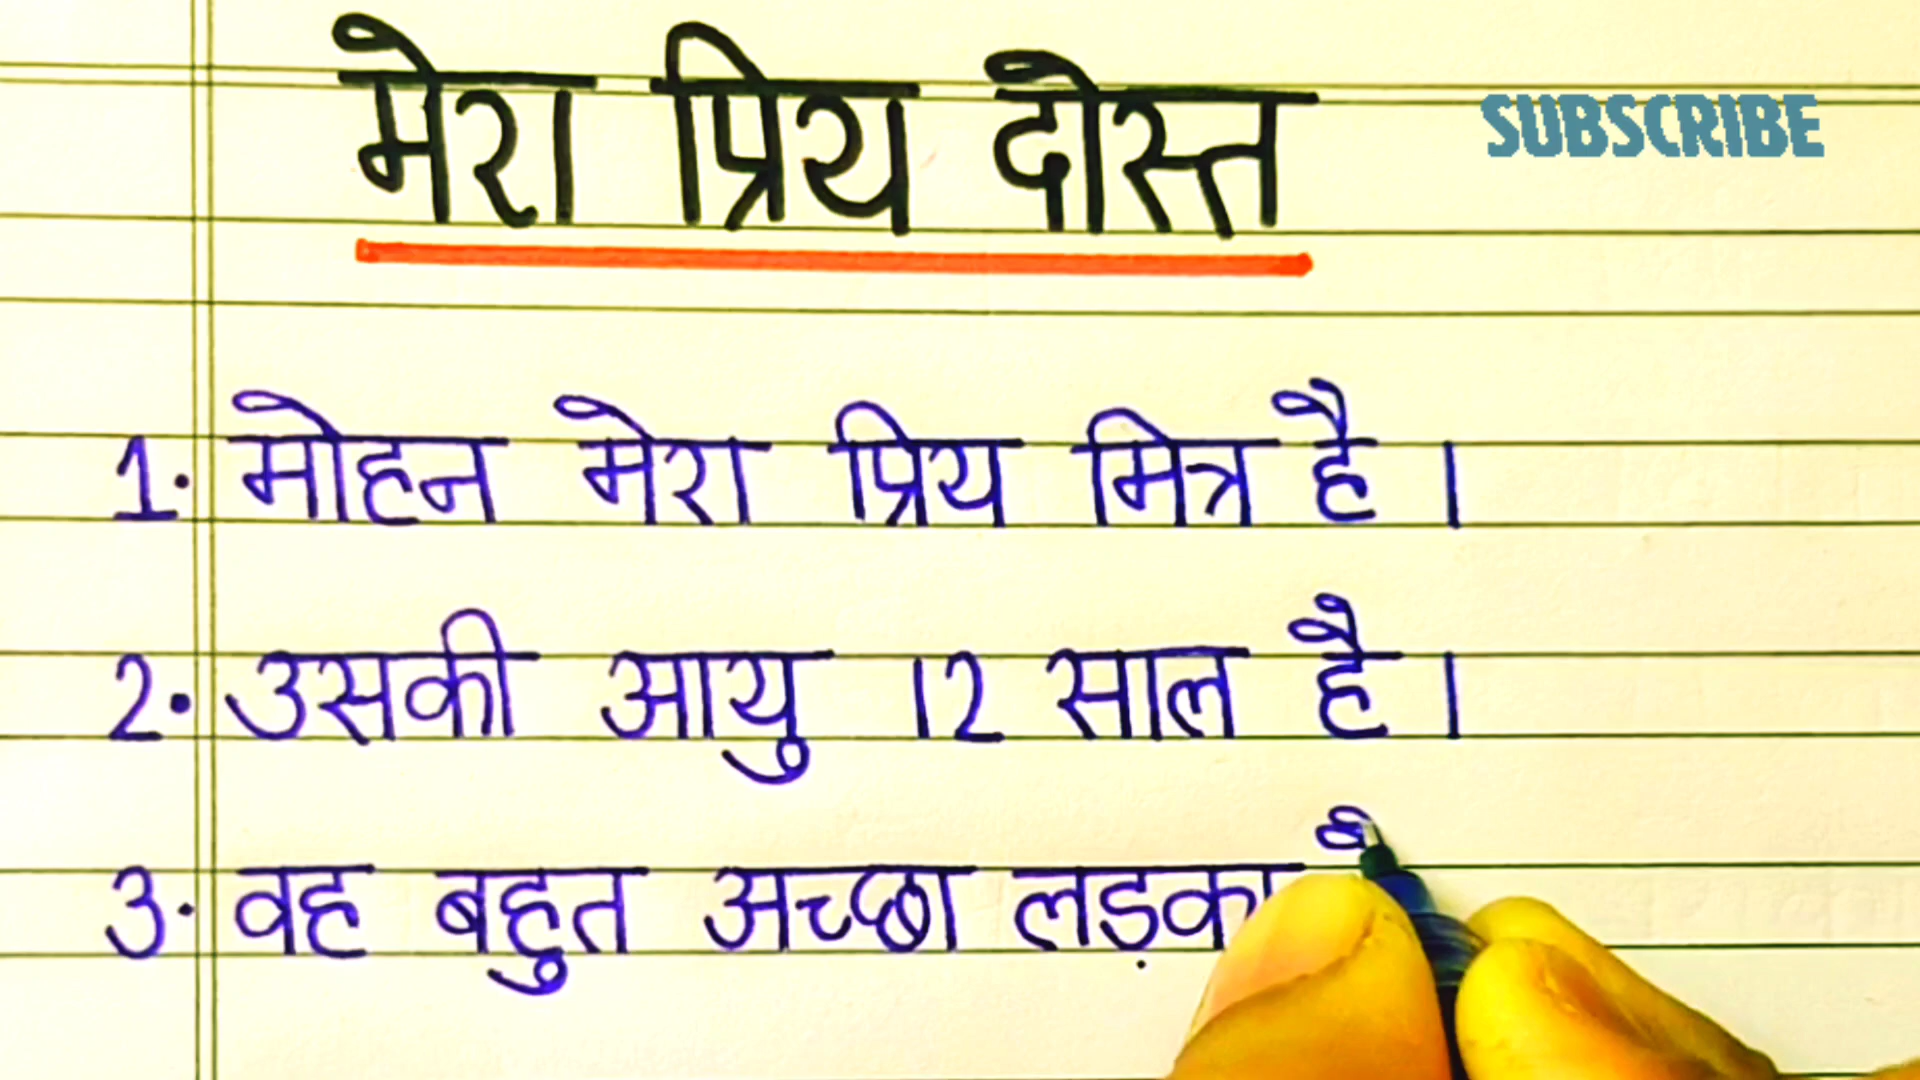 मेरा प्रिय दोस्त
SUBSCRIBE
1. मोहन मेरा प्रिय मित्र है ।
2. उसकी आयु 12 साल है ।
3. वह बहुत अच्छा लड़का